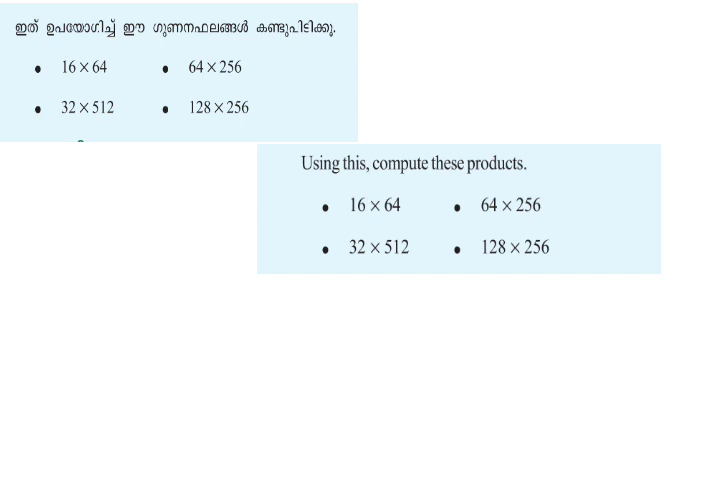 ഇത് ഉപയോഗിച്ച് ഈ ഗുണനഫലങ്ങൾ കണ്ടുപിടിക്കൂ.
• 16 × 64 • 64 × 256
• 32 × 512 • 128 × 256
Using this, compute these products.
• 16 × 64 • 64 × 256
• 32 × 512 • 128 × 256